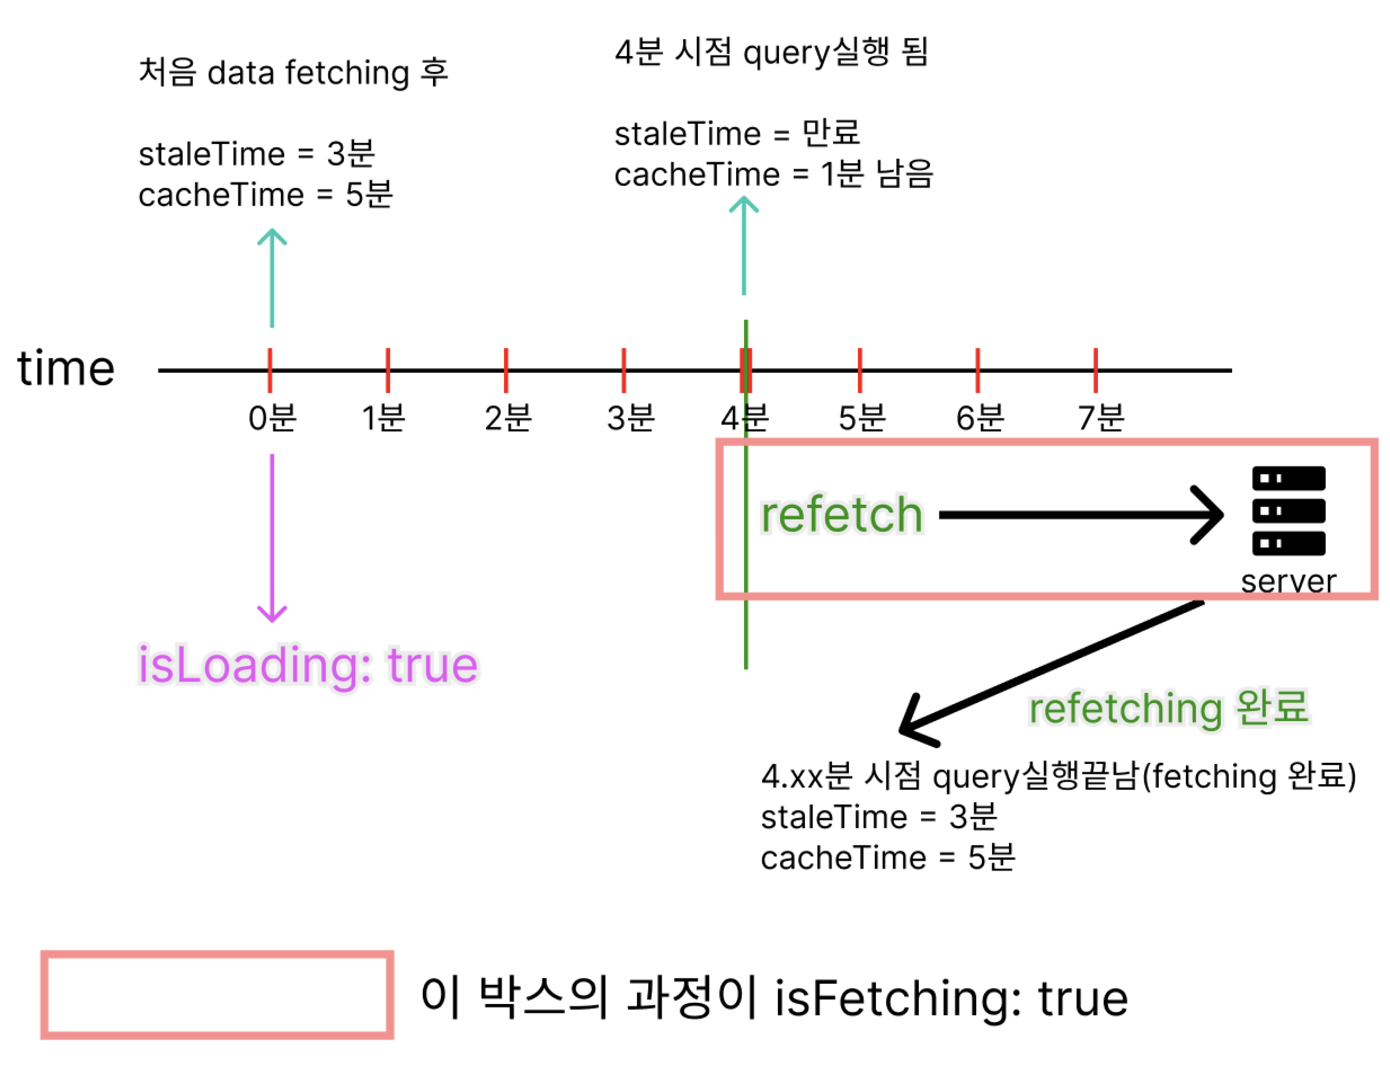 처음 data fetching 후
staleTime = 3분
cacheTime = 5분
4분 시점 query실행 됨
staleTime = 만료
cacheTime = 1분 남음
time
0분
1분
2분
3분
4분
5분
6분
7분
refetch
server
isLoading: true
refetching 완료
4.xx분 시점 query실행끝남(fetching 완료)
staleTime = 3분
cacheTime = 5분
이 박스의 과정이 isFetching: true